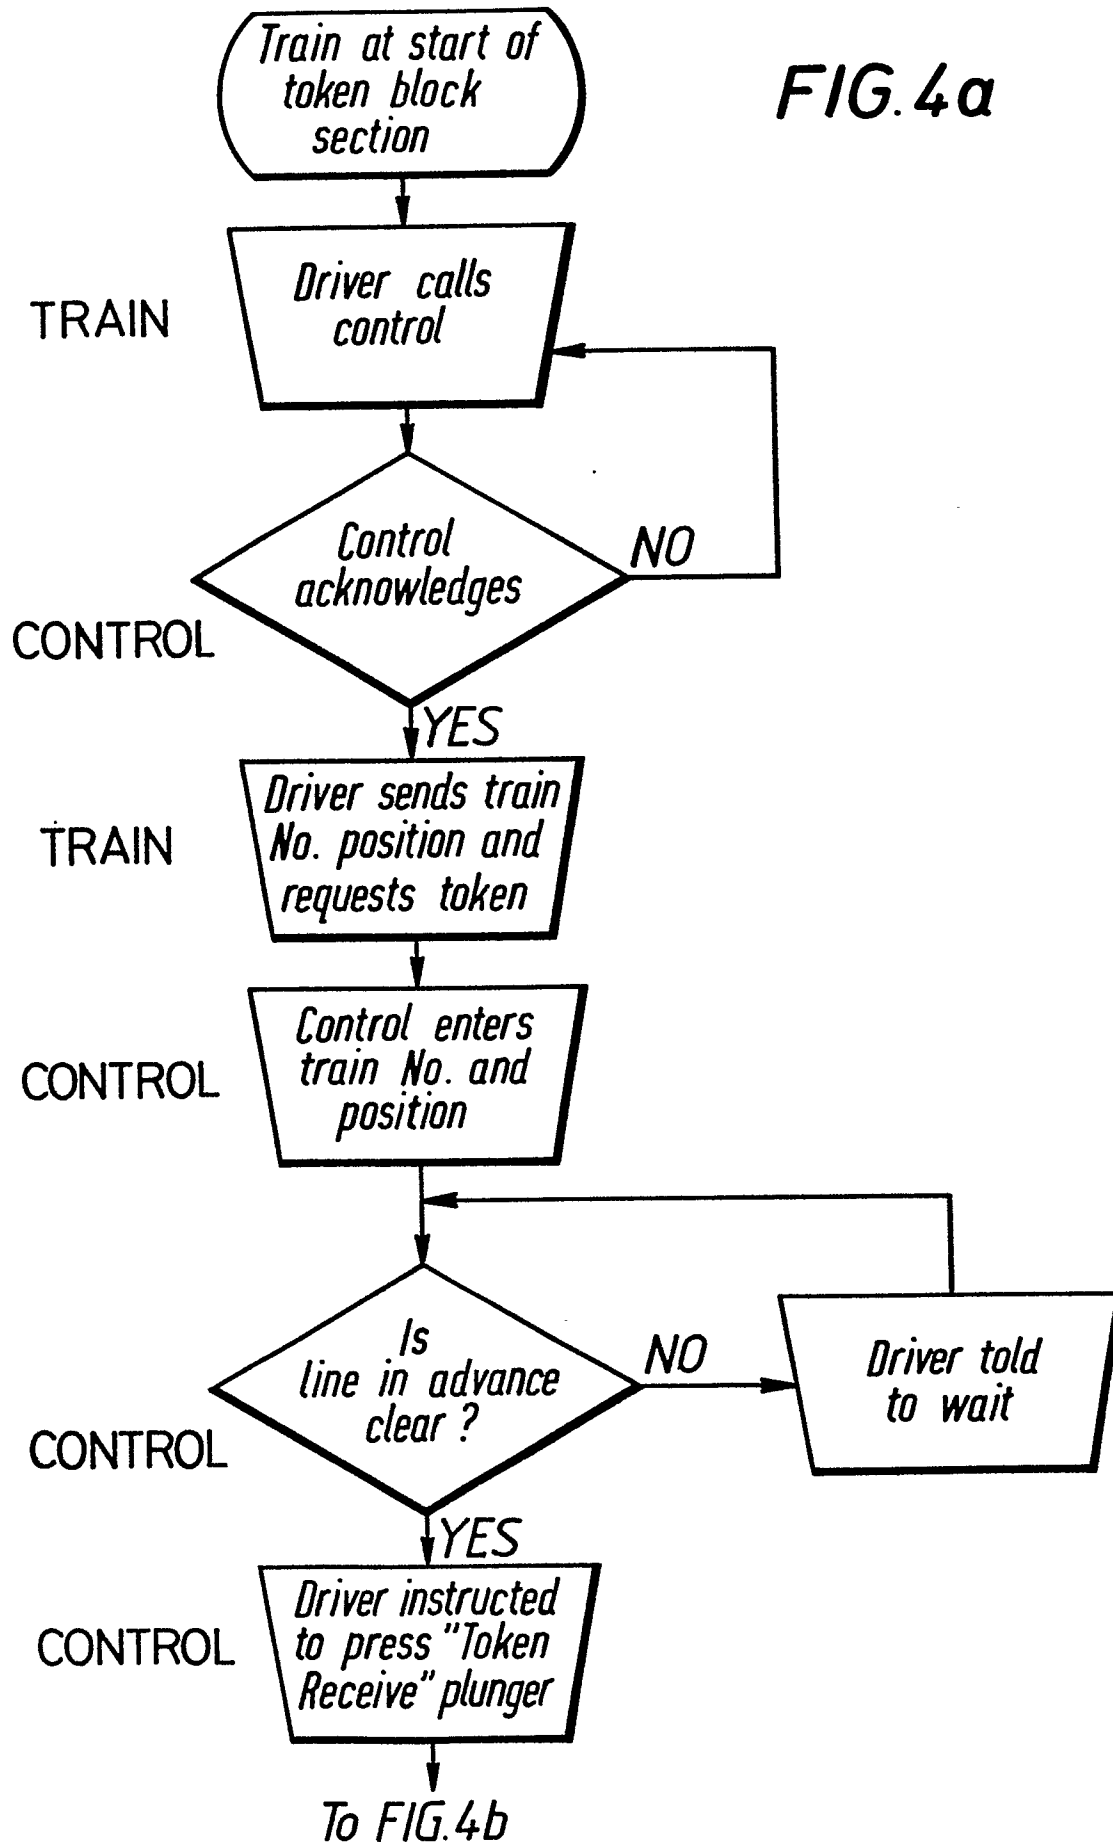 Train at start of
token block
section
FIG. 4a
TRAIN
Driver calls
control
Control
acknowledges
NO
CONTROL
YES
TRAIN
Driver sends train
No. position and
requests token
CONTROL
Control enters
train No. and
position
Is
line in advance
clear ?
NO
Driver told
to wait
CONTROL
YES
CONTROL
Driver instructed
to press "Token
Receive" plunger
To FIG. 4b